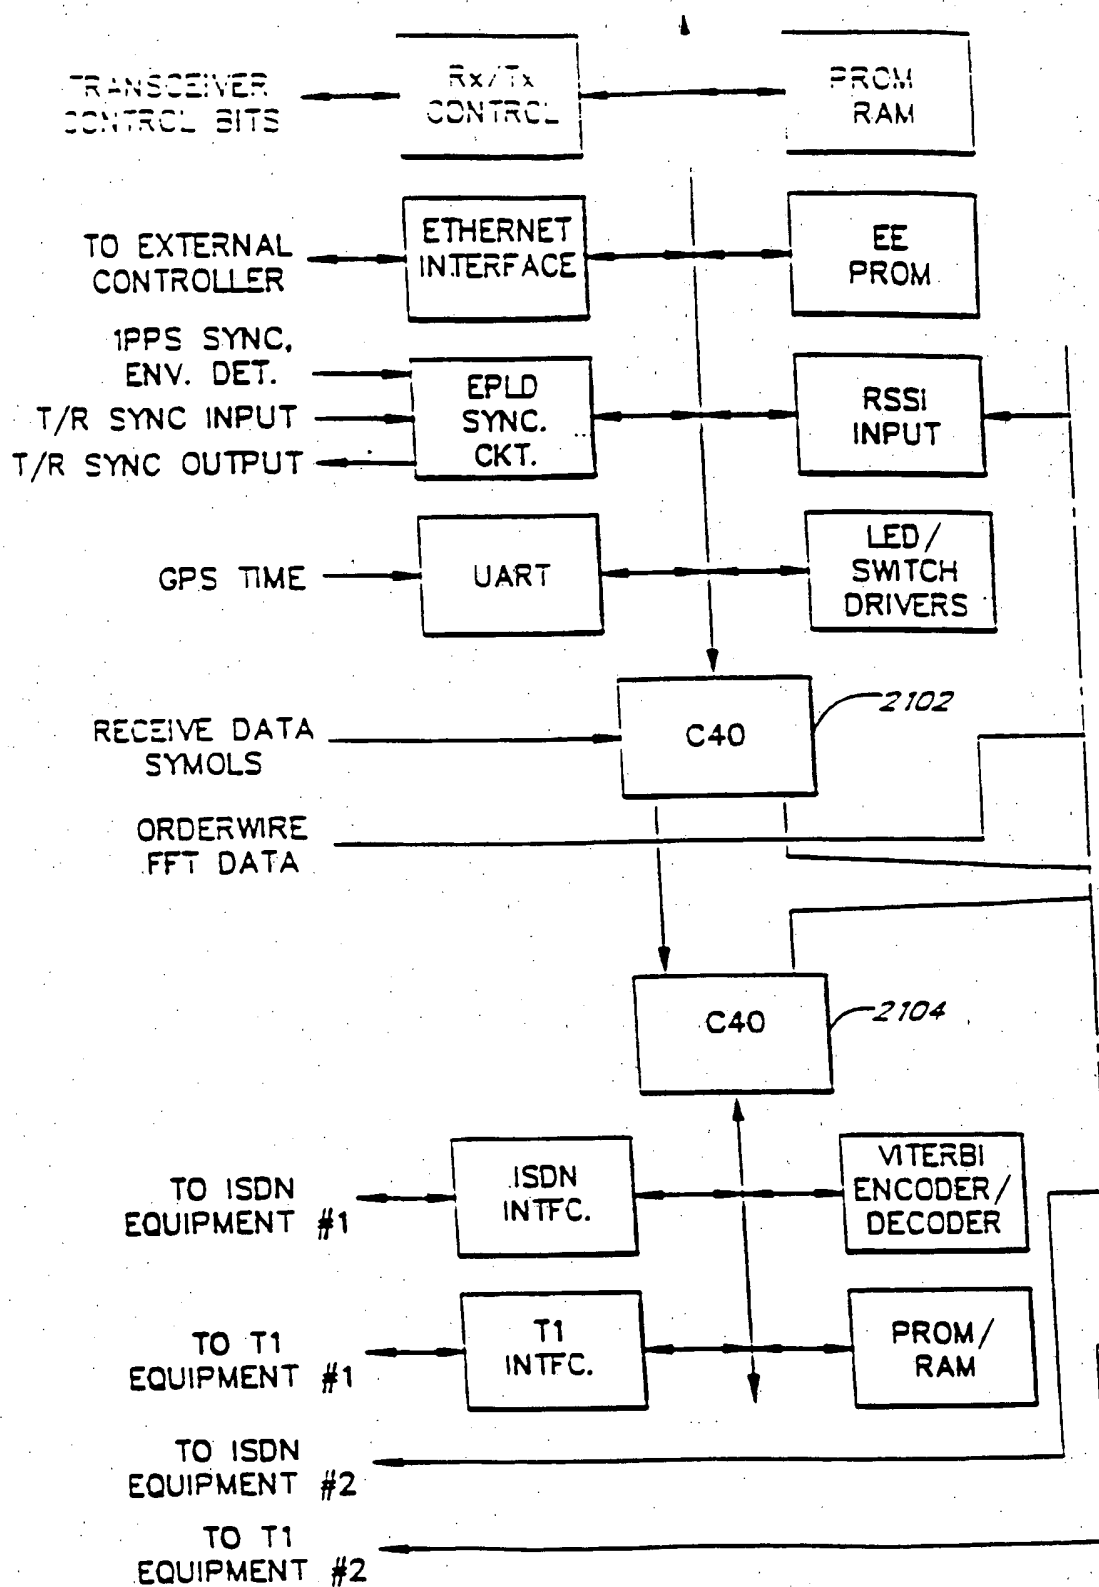 TRANSCEIVER
CONTROL BITS
Rx/Tx
CONTROL
PROM
RAM
TO EXTERNAL
CONTROLLER
ETHERNET
INTERFACE
EE
PROM
1PPS SYNC,
ENV. DET.
T/R SYNC INPUT
T/R SYNC OUTPUT
EPLD
SYNC.
CKT.
RSSI
INPUT
GPS TIME
UART
LED/
SWITCH
DRIVERS
RECEIVE DATA
SYMOLS
C40
2102
ORDERWIRE
FFT DATA
C40
2104
TO ISDN
EQUIPMENT #1
ISDN
INTFC.
VITERBI
ENCODER/
DECODER
TO T1
EQUIPMENT #1
T1
INTFC.
PROM/
RAM
TO ISDN
EQUIPMENT #2
TO T1
EQUIPMENT #2